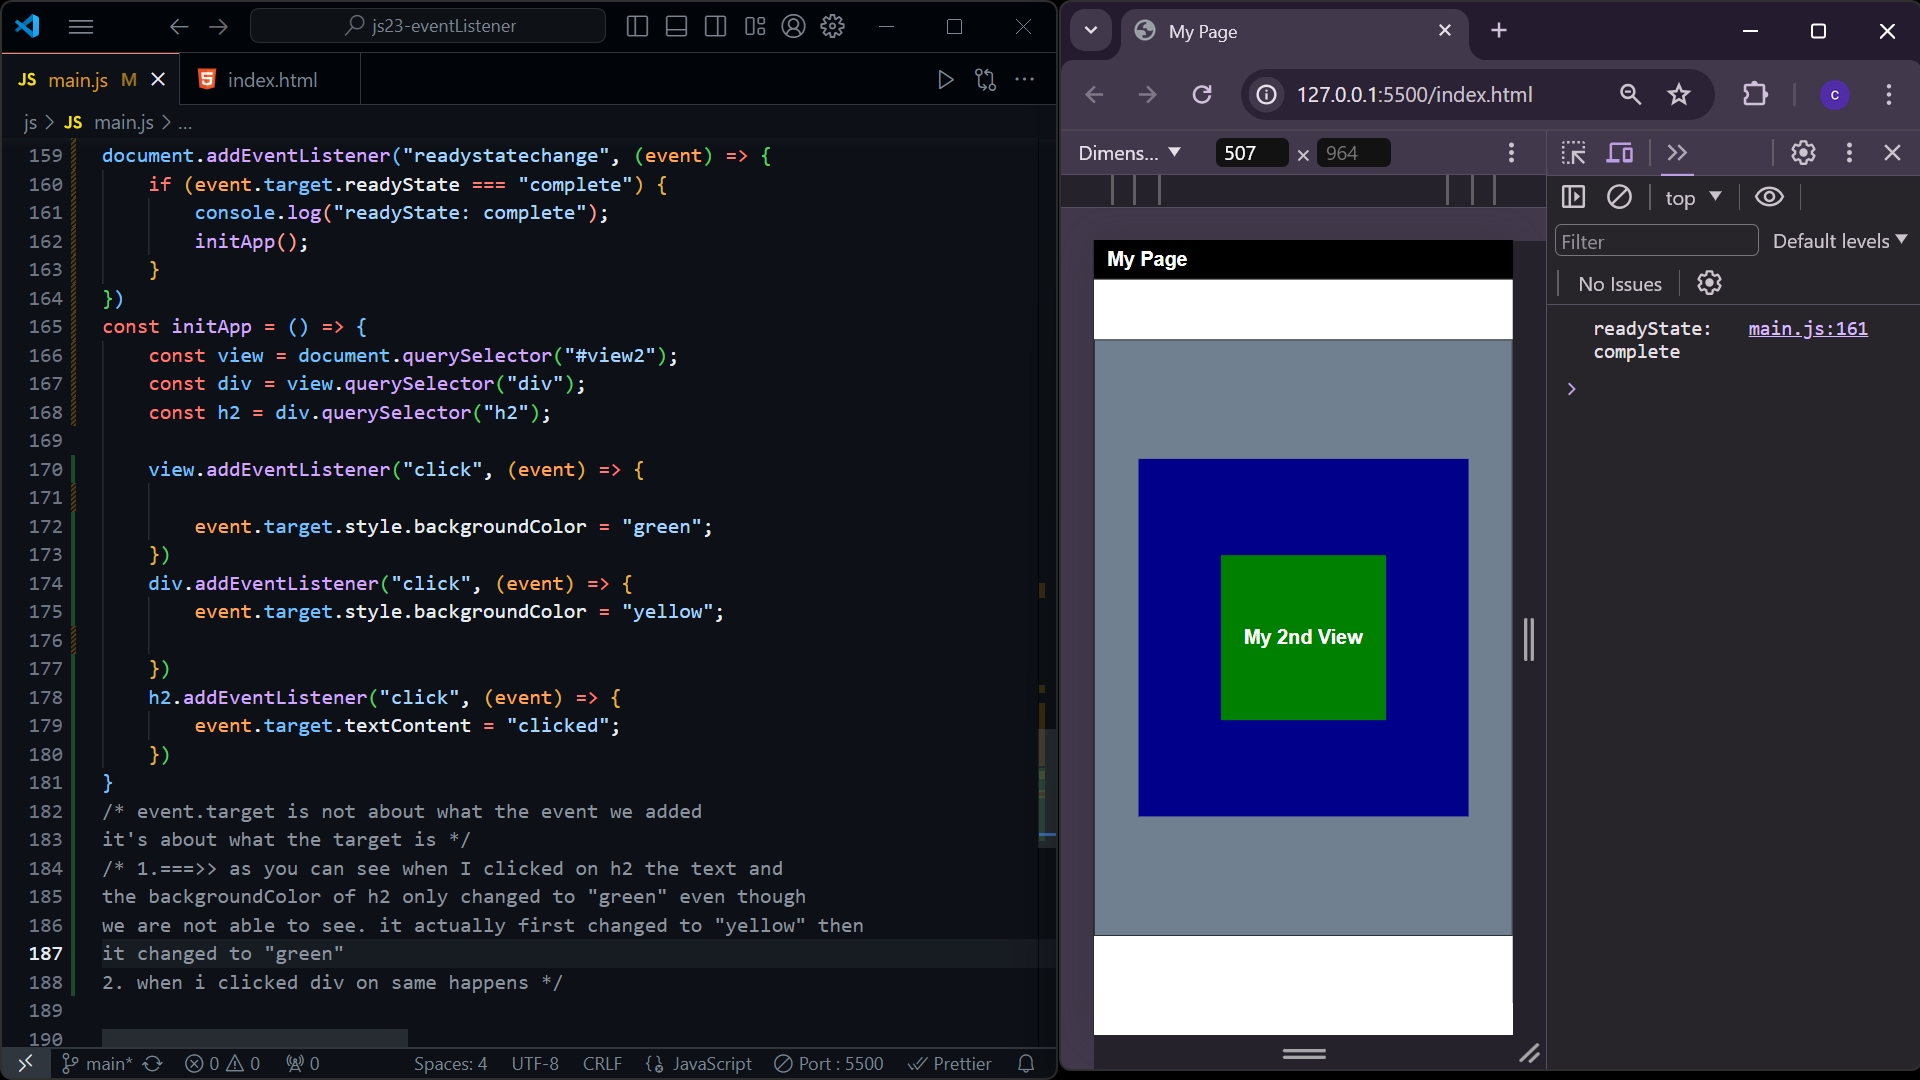 js23-eventListener
JS main.js M
index.html
js > JS main.js > ...
159 document.addEventListener("readystatechange", (event) => {
160 if (event.target.readyState === "complete") {
161 console.log("readyState: complete");
162 initApp();
163 }
164 })
165 const initApp = () => {
166 const view = document.querySelector("#view2");
167 const div = view.querySelector("div");
168 const h2 = div.querySelector("h2");
169
170 view.addEventListener("click", (event) => {
171
172 event.target.style.backgroundColor = "green";
173 })
174 div.addEventListener("click", (event) => {
175 event.target.style.backgroundColor = "yellow";
176
177 })
178 h2.addEventListener("click", (event) => {
179 event.target.textContent = "clicked";
180 })
181 }
182 /* event.target is not about what the event we added
183 it's about what the target is */
184 /* 1.===>> as you can see when I clicked on h2 the text and
185 the backgroundColor of h2 only changed to "green" even though
186 we are not able to see. it actually first changed to "yellow" then
187 it changed to "green"
188 2. when i clicked div on same happens */
189
190
main* 0 0 0 Spaces: 4 UTF-8 CRLF {} JavaScript Port : 5500 Prettier
My Page
127.0.0.1:5500/index.html
c
Dimens... 507 × 964
top
Filter
Default levels
No Issues
readyState: complete main.js:161
My Page
My 2nd View